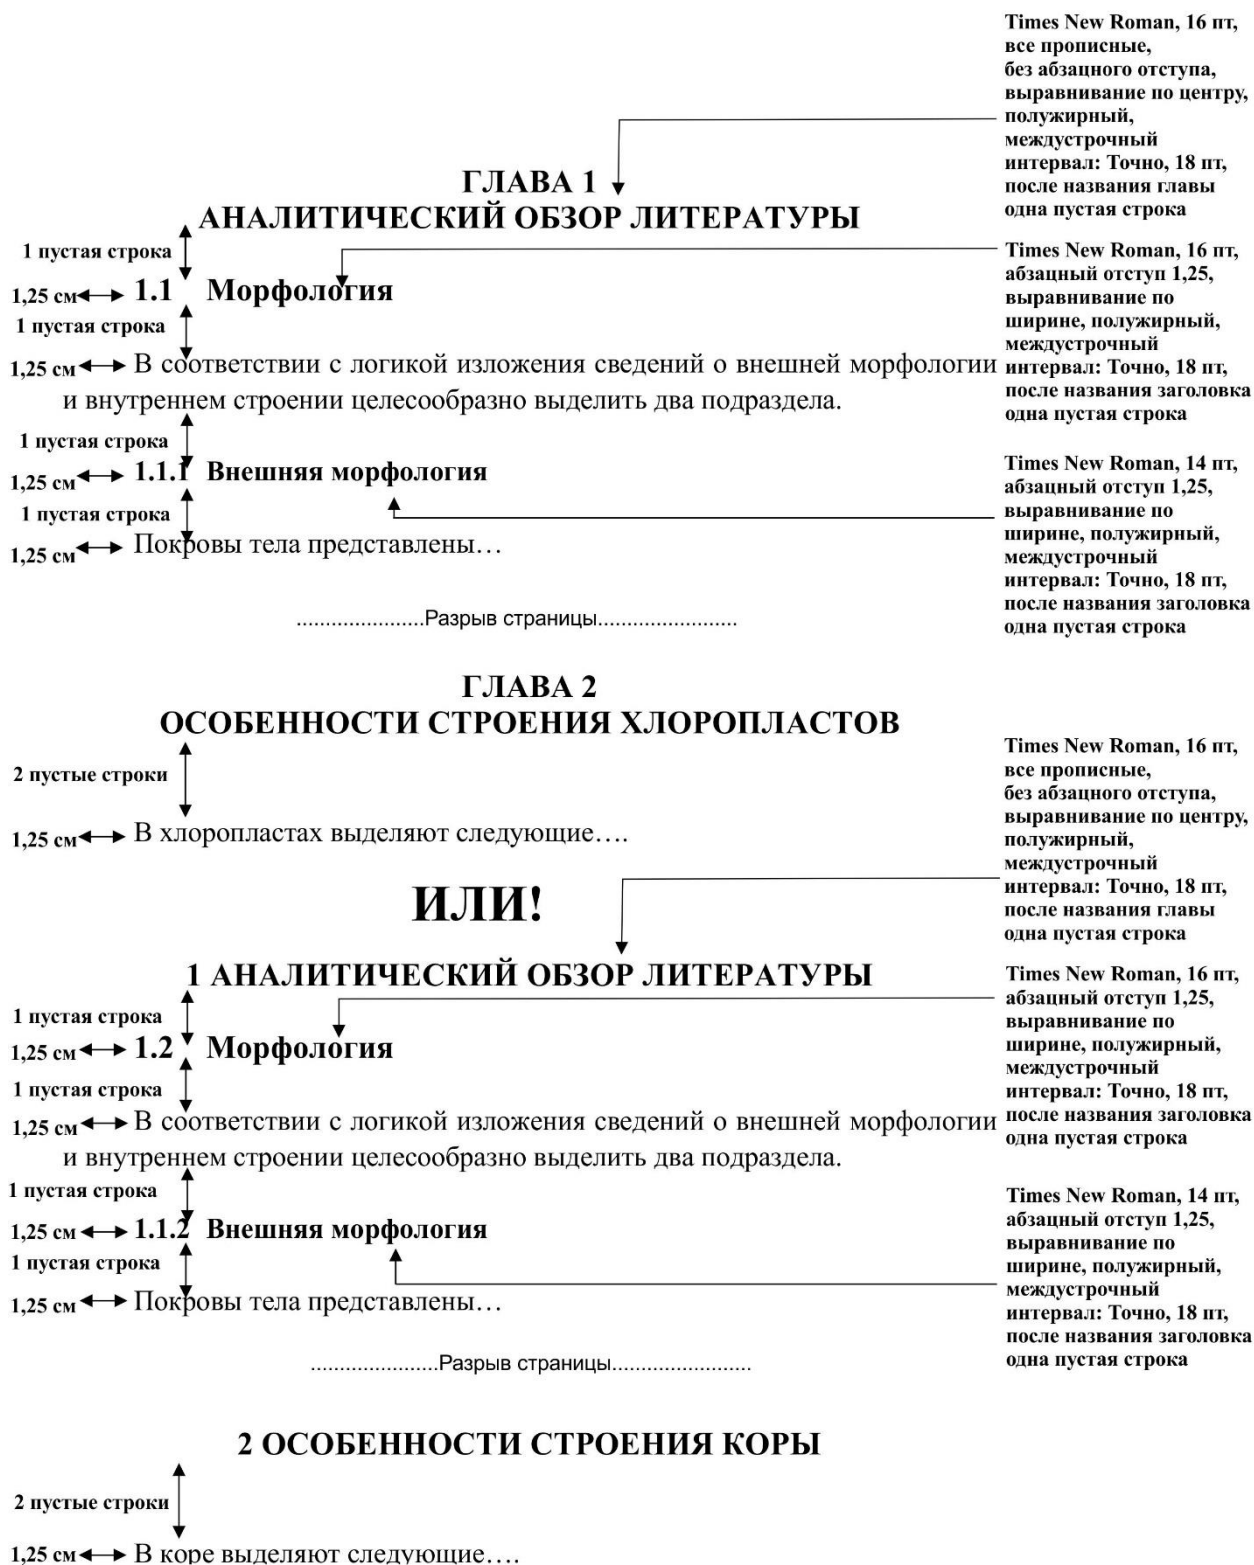 Times New Roman, 16 пт,
все прописные,
без абзацного отступа,
выравнивание по центру,
полужирный,
междустрочный
интервал: Точно, 18 пт,
после названия главы
одна пустая строка
ГЛАВА 1
АНАЛИТИЧЕСКИЙ ОБЗОР ЛИТЕРАТУРЫ
1 пустая строка
Times New Roman, 16 пт,
абзацный отступ 1,25,
выравнивание по
ширине, полужирный,
междустрочный
интервал: Точно, 18 пт,
после названия заголовка
одна пустая строка
1,25 см 1.1 Морфология
1 пустая строка
1,25 см В соответствии с логикой изложения сведений о внешней морфологии
и внутреннем строении целесообразно выделить два подраздела.
1 пустая строка
Times New Roman, 14 пт,
абзацный отступ 1,25,
выравнивание по
ширине, полужирный,
междустрочный
интервал: Точно, 18 пт,
после названия заголовка
одна пустая строка
1,25 см 1.1.1 Внешняя морфология
1 пустая строка
1,25 см Покровы тела представлены…
......................Разрыв страницы........................
ГЛАВА 2
ОСОБЕННОСТИ СТРОЕНИЯ ХЛОРОПЛАСТОВ
2 пустые строки
1,25 см В хлоропластах выделяют следующие….
ИЛИ!
Times New Roman, 16 пт,
все прописные,
без абзацного отступа,
выравнивание по центру,
полужирный,
междустрочный
интервал: Точно, 18 пт,
после названия главы
одна пустая строка
1 АНАЛИТИЧЕСКИЙ ОБЗОР ЛИТЕРАТУРЫ
1 пустая строка
Times New Roman, 16 пт,
абзацный отступ 1,25,
выравнивание по
ширине, полужирный,
междустрочный
интервал: Точно, 18 пт,
после названия заголовка
одна пустая строка
1,25 см 1.2 Морфология
1 пустая строка
1,25 см В соответствии с логикой изложения сведений о внешней морфологии
и внутреннем строении целесообразно выделить два подраздела.
1 пустая строка
Times New Roman, 14 пт,
абзацный отступ 1,25,
выравнивание по
ширине, полужирный,
междустрочный
интервал: Точно, 18 пт,
после названия заголовка
одна пустая строка
1,25 см 1.1.2 Внешняя морфология
1 пустая строка
1,25 см Покровы тела представлены…
......................Разрыв страницы........................
2 ОСОБЕННОСТИ СТРОЕНИЯ КОРЫ
2 пустые строки
1,25 см В коре выделяют следующие….